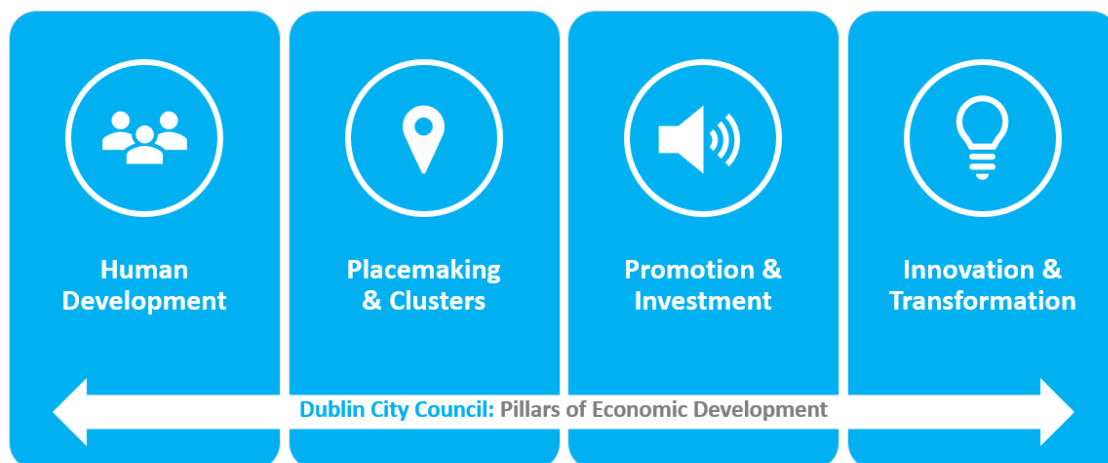 Human
Development
Placemaking
& Clusters
Promotion &
Investment
Innovation &
Transformation
Dublin City Council: Pillars of Economic Development